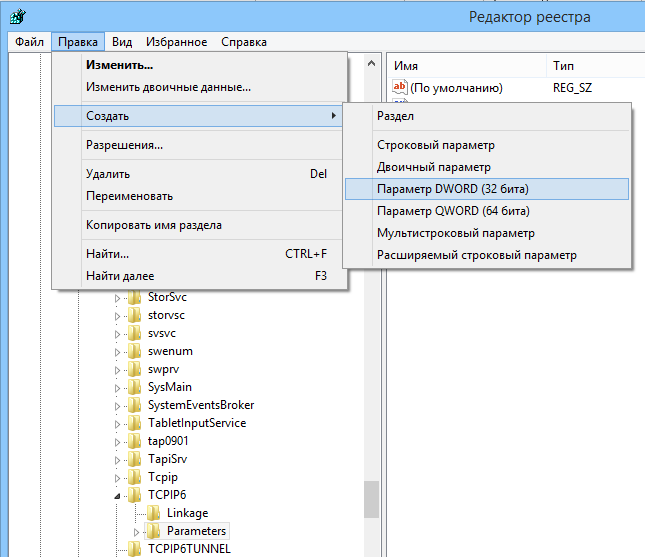 Редактор реестра
Файл Правка Вид Избранное Справка
Изменить...
Изменить двоичные данные...
Создать
Разрешения...
Удалить Del
Переименовать
Копировать имя раздела
Найти... CTRL+F
Найти далее F3
Имя Тип
ab (По умолчанию) REG_SZ
Раздел
Строковый параметр
Двоичный параметр
Параметр DWORD (32 бита)
Параметр QWORD (64 бита)
Мультистроковый параметр
Расширяемый строковый параметр
StorSvc
storvsc
svsvc
swenum
swprv
SysMain
SystemEventsBroker
TabletInputService
tap0901
TapiSrv
Tcpip
TCPIP6
Linkage
Parameters
TCPIP6TUNNEL